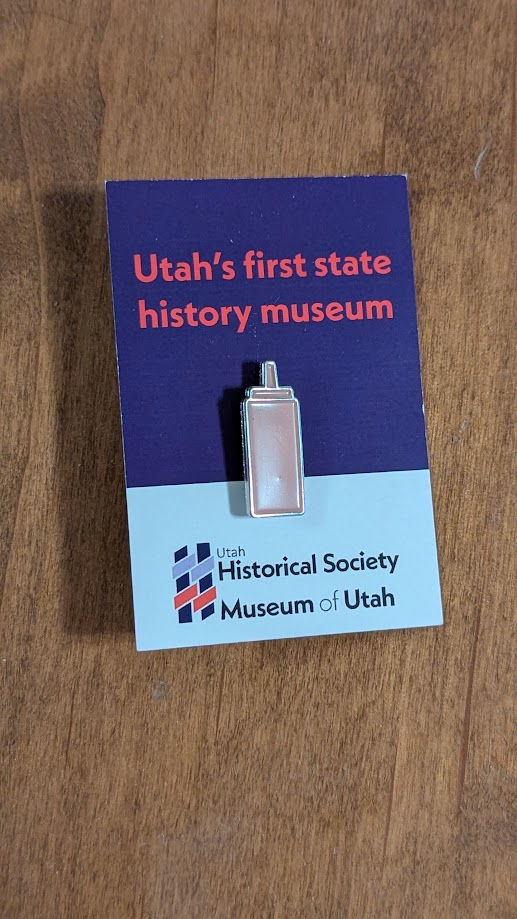 Utah's first state
history museum
Utah
Historical Society
Museum of Utah